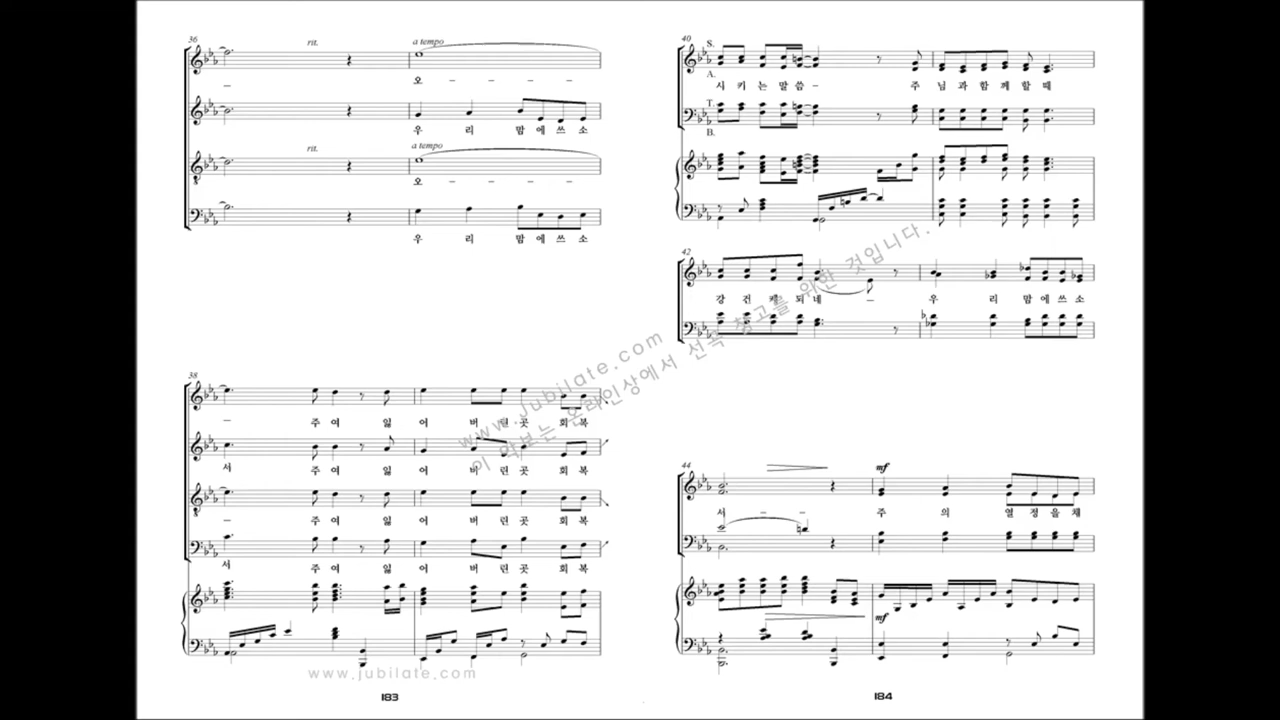 36
rit.
a tempo
오 - - - -
우 리 맘 에 쓰 소
rit.
a tempo
오 - - - -
우 리 맘 에 쓰 소
38
주 여 잃 어 버 린 곳 회 복
서 주 여 잃 어 버 린 곳 회 복
주 여 잃 어 버 린 곳 회 복
서 주 여 잃 어 버 린 곳 회 복
www.jubilate.com
183
40
S.
A.
시 키 는 말 씀 - 주 님 과 함 께 할 때
T.
B.
42
강 건 케 되 네 - 우 리 맘 에 쓰 소
44
mf
서 - - 주 의 열 정 을 채
mf
184
www.jubilate.com
이 악보는 온라인상에서 선곡 참고를 위한 것입니다.